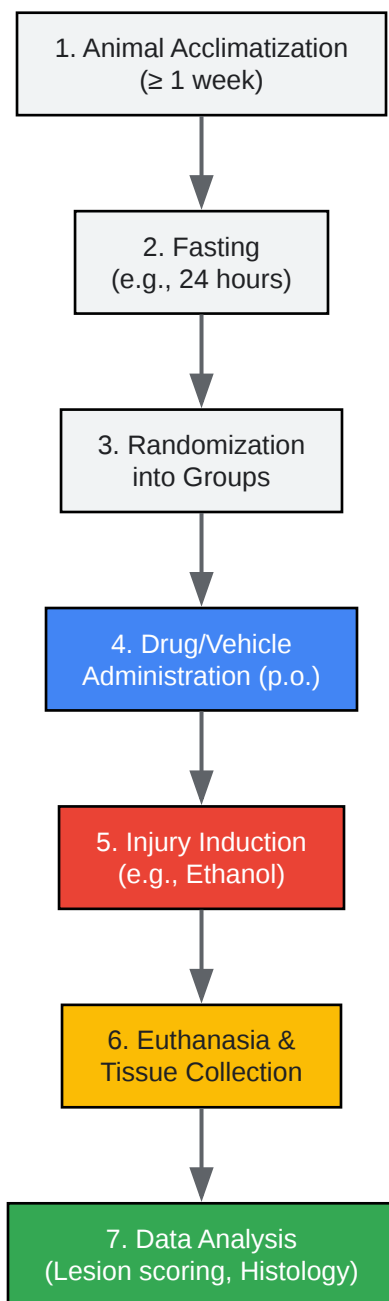 1. Animal Acclimatization
(≥ 1 week)
2. Fasting
(e.g., 24 hours)
3. Randomization
into Groups
4. Drug/Vehicle
Administration (p.o.)
5. Injury Induction
(e.g., Ethanol)
6. Euthanasia &
Tissue Collection
7. Data Analysis
(Lesion scoring, Histology)